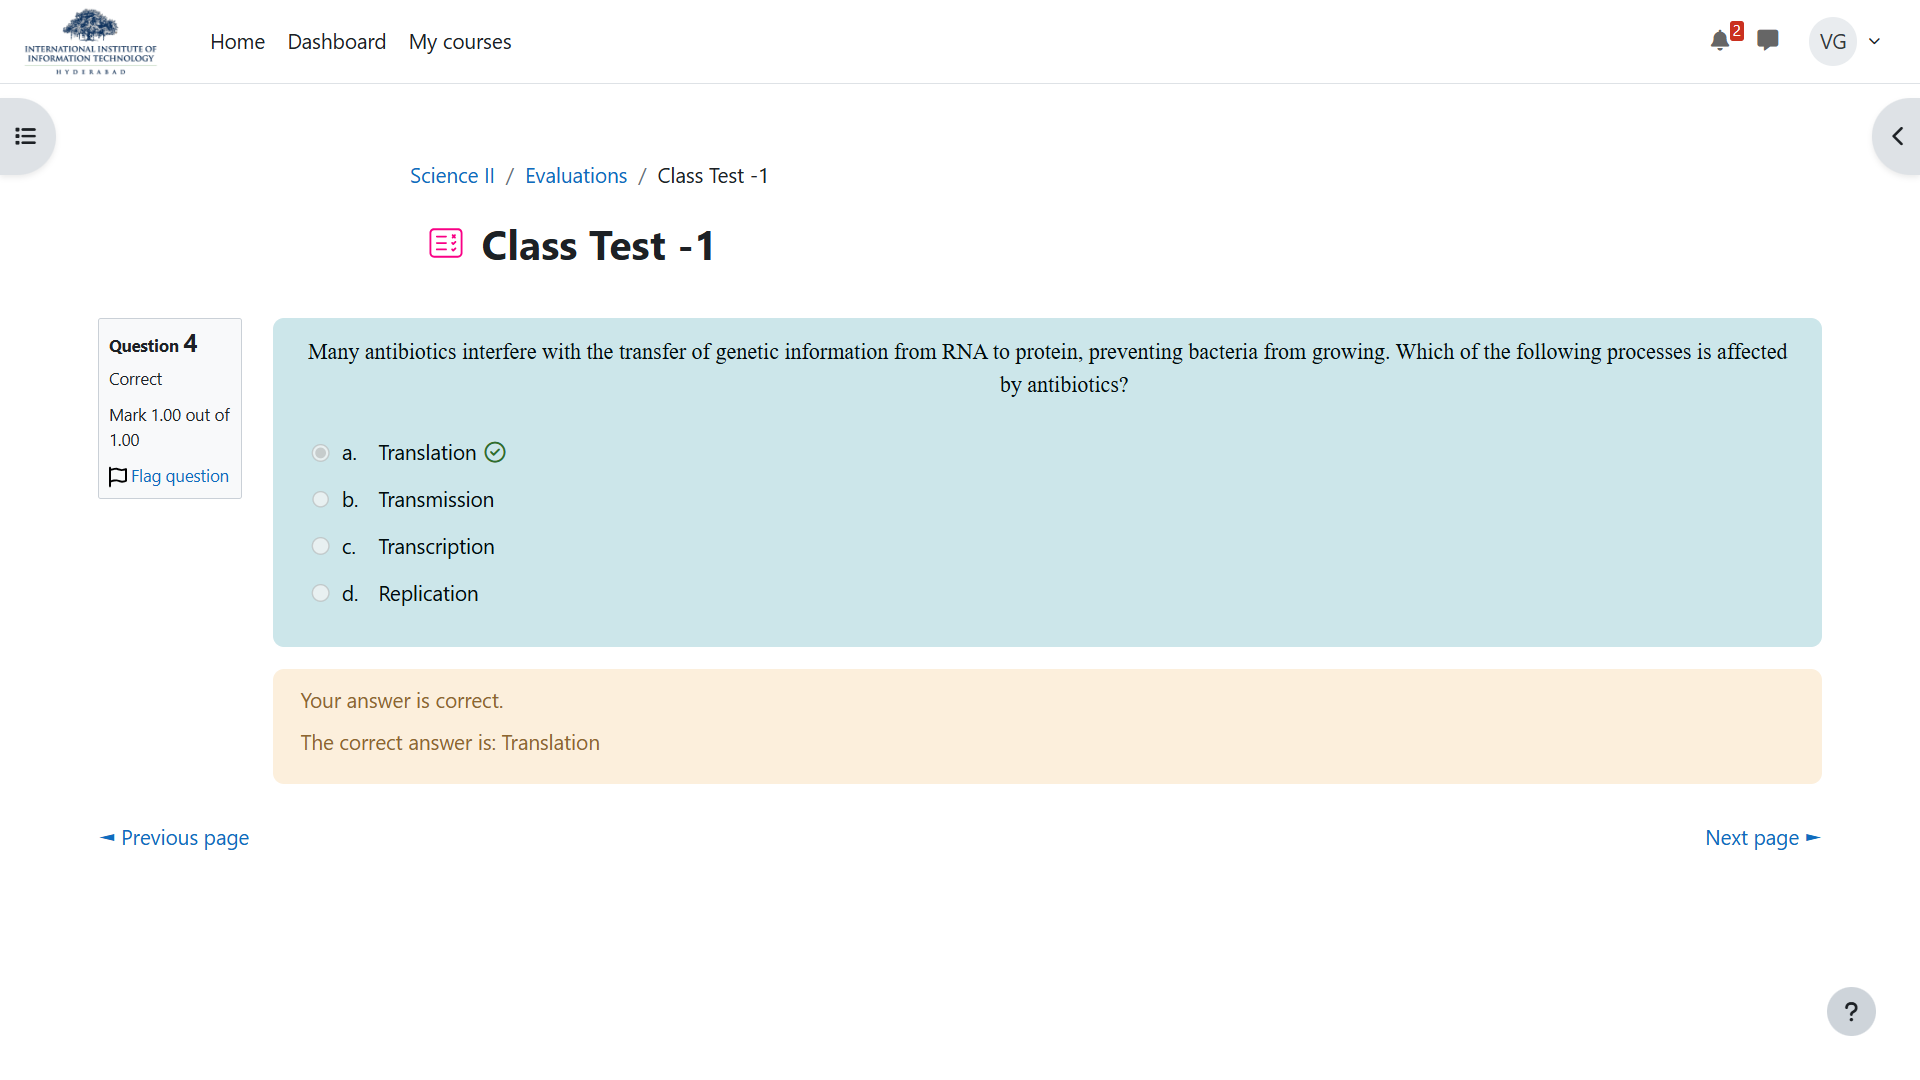 INTERNATIONAL INSTITUTE OF
INFORMATION TECHNOLOGY
HYDERABAD
Home Dashboard My courses
2
VG
Science II / Evaluations / Class Test -1
Class Test -1
Question 4
Correct
Mark 1.00 out of
1.00
Flag question
Many antibiotics interfere with the transfer of genetic information from RNA to protein, preventing bacteria from growing. Which of the following processes is affected
by antibiotics?
a. Translation
b. Transmission
c. Transcription
d. Replication
Your answer is correct.
The correct answer is: Translation
◄ Previous page
Next page ►
?